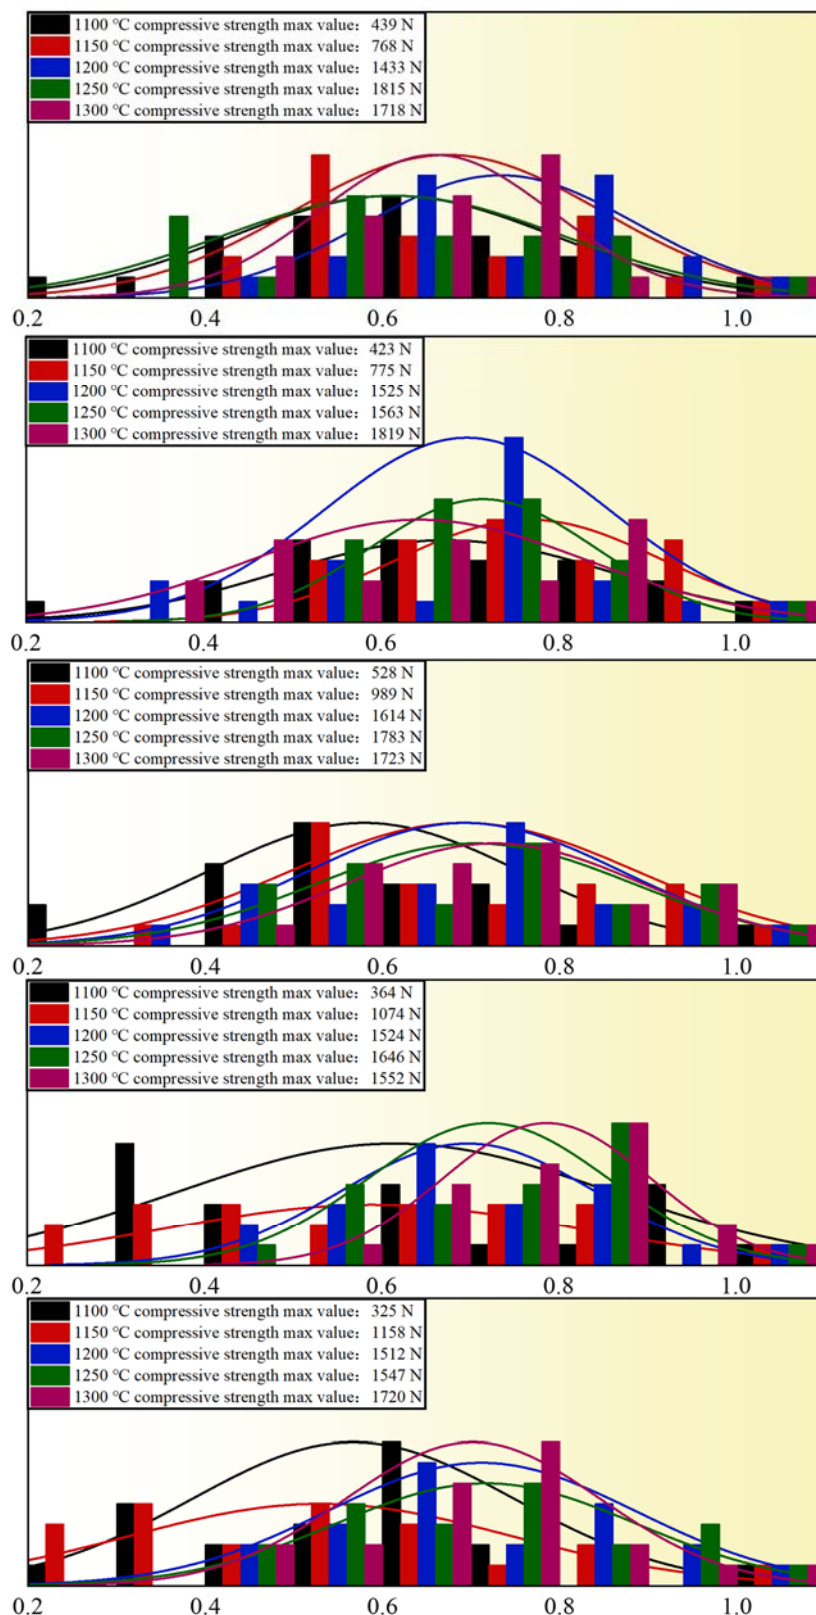 1100 ℃ compressive strength max value：439 N
1150 ℃ compressive strength max value：768 N
1200 ℃ compressive strength max value：1433 N
1250 ℃ compressive strength max value：1815 N
1300 ℃ compressive strength max value：1718 N
0.2 0.4 0.6 0.8 1.0
1100 ℃ compressive strength max value：423 N
1150 ℃ compressive strength max value：775 N
1200 ℃ compressive strength max value：1525 N
1250 ℃ compressive strength max value：1563 N
1300 ℃ compressive strength max value：1819 N
0.2 0.4 0.6 0.8 1.0
1100 ℃ compressive strength max value：528 N
1150 ℃ compressive strength max value：989 N
1200 ℃ compressive strength max value：1614 N
1250 ℃ compressive strength max value：1783 N
1300 ℃ compressive strength max value：1723 N
0.2 0.4 0.6 0.8 1.0
1100 ℃ compressive strength max value：364 N
1150 ℃ compressive strength max value：1074 N
1200 ℃ compressive strength max value：1524 N
1250 ℃ compressive strength max value：1646 N
1300 ℃ compressive strength max value：1552 N
0.2 0.4 0.6 0.8 1.0
1100 ℃ compressive strength max value：325 N
1150 ℃ compressive strength max value：1158 N
1200 ℃ compressive strength max value：1512 N
1250 ℃ compressive strength max value：1547 N
1300 ℃ compressive strength max value：1720 N
0.2 0.4 0.6 0.8 1.0